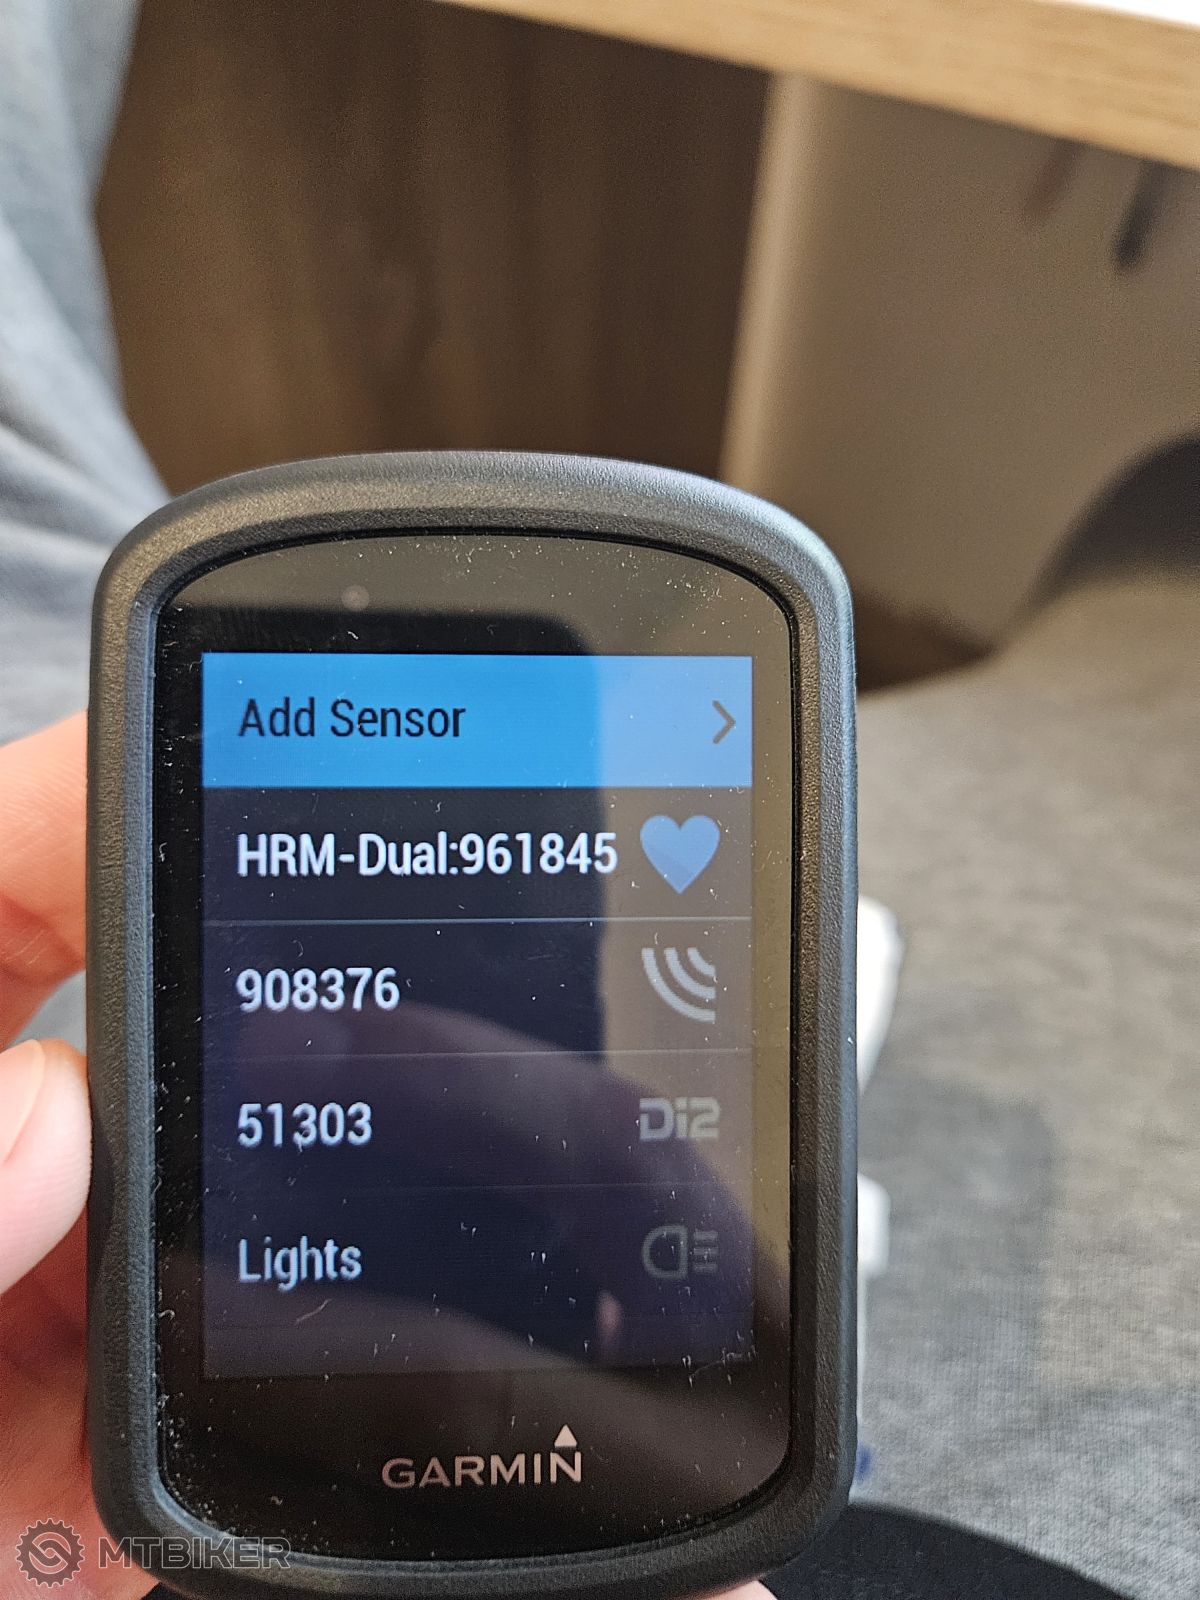 Add Sensor
HRM-Dual:961845
908376
51303
Di2
Lights
GARMIN
MTBIKER